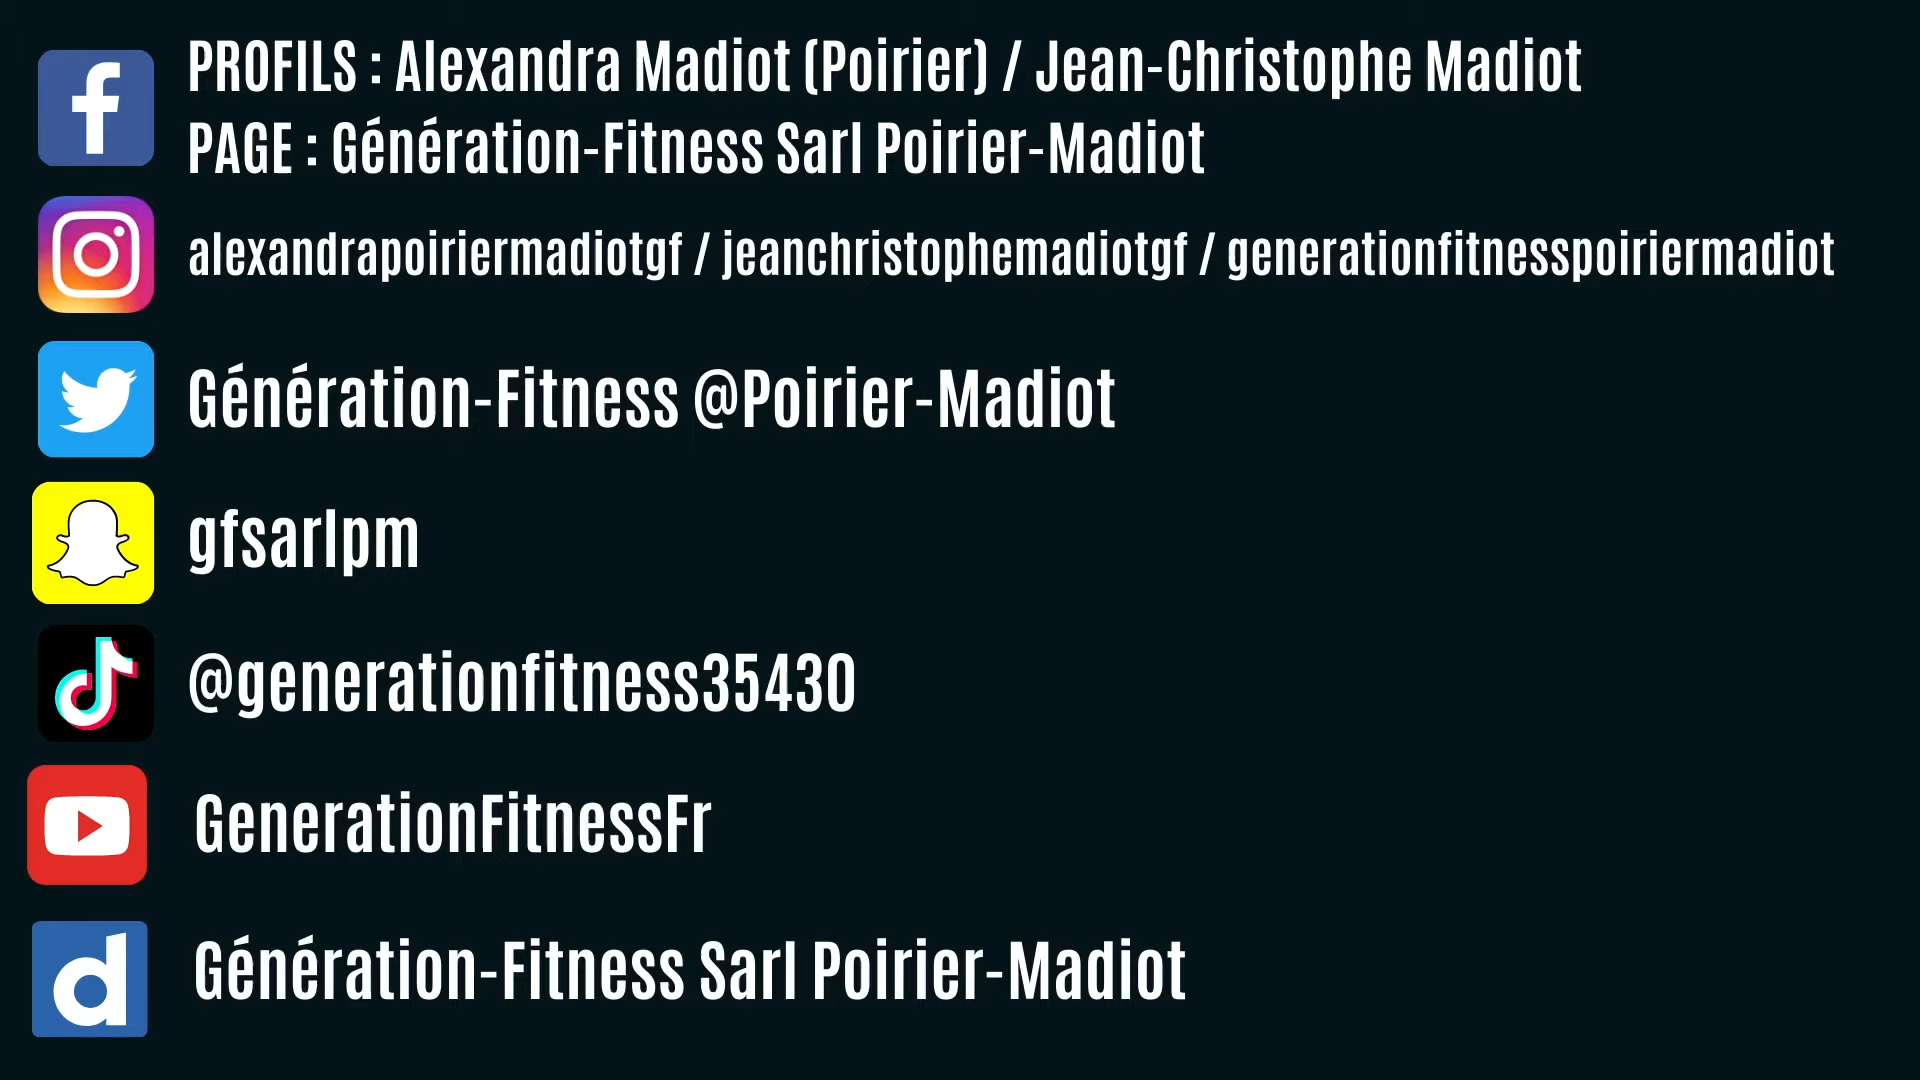 PROFILS : Alexandra Madiot (Poirier) / Jean-Christophe Madiot
PAGE : Génération-Fitness Sarl Poirier-Madiot
alexandrapoiriermadiotgf / jeanchristophemadiotgf / generationfitnesspoiriermadiot
Génération-Fitness @Poirier-Madiot
gfsarlpm
@generationfitness35430
GenerationFitnessFr
Génération-Fitness Sarl Poirier-Madiot